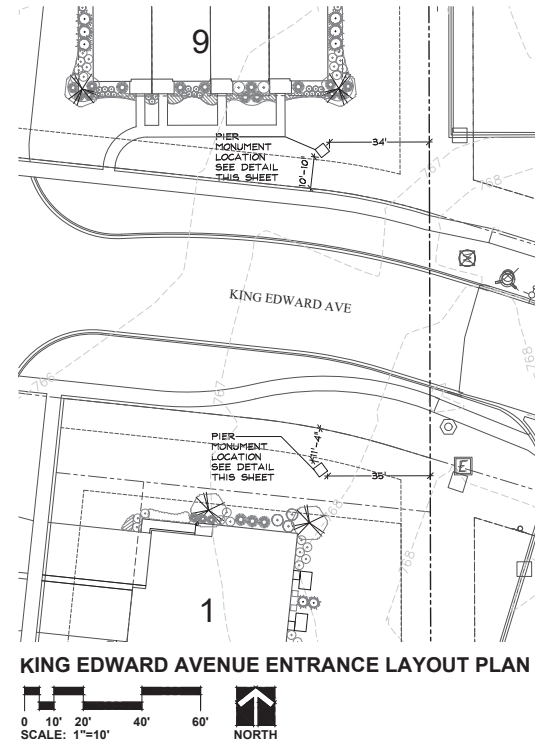 9
PIER
MONUMENT
LOCATION
SEE DETAIL
THIS SHEET
34'
10'-10"
767
768
KING EDWARD AVE
766
767
768
PIER
MONUMENT
LOCATION
SEE DETAIL
THIS SHEET
11'-4"
35'
E
768
768
1
KING EDWARD AVENUE ENTRANCE LAYOUT PLAN
0 10' 20' 40' 60'
SCALE: 1"=10'
NORTH